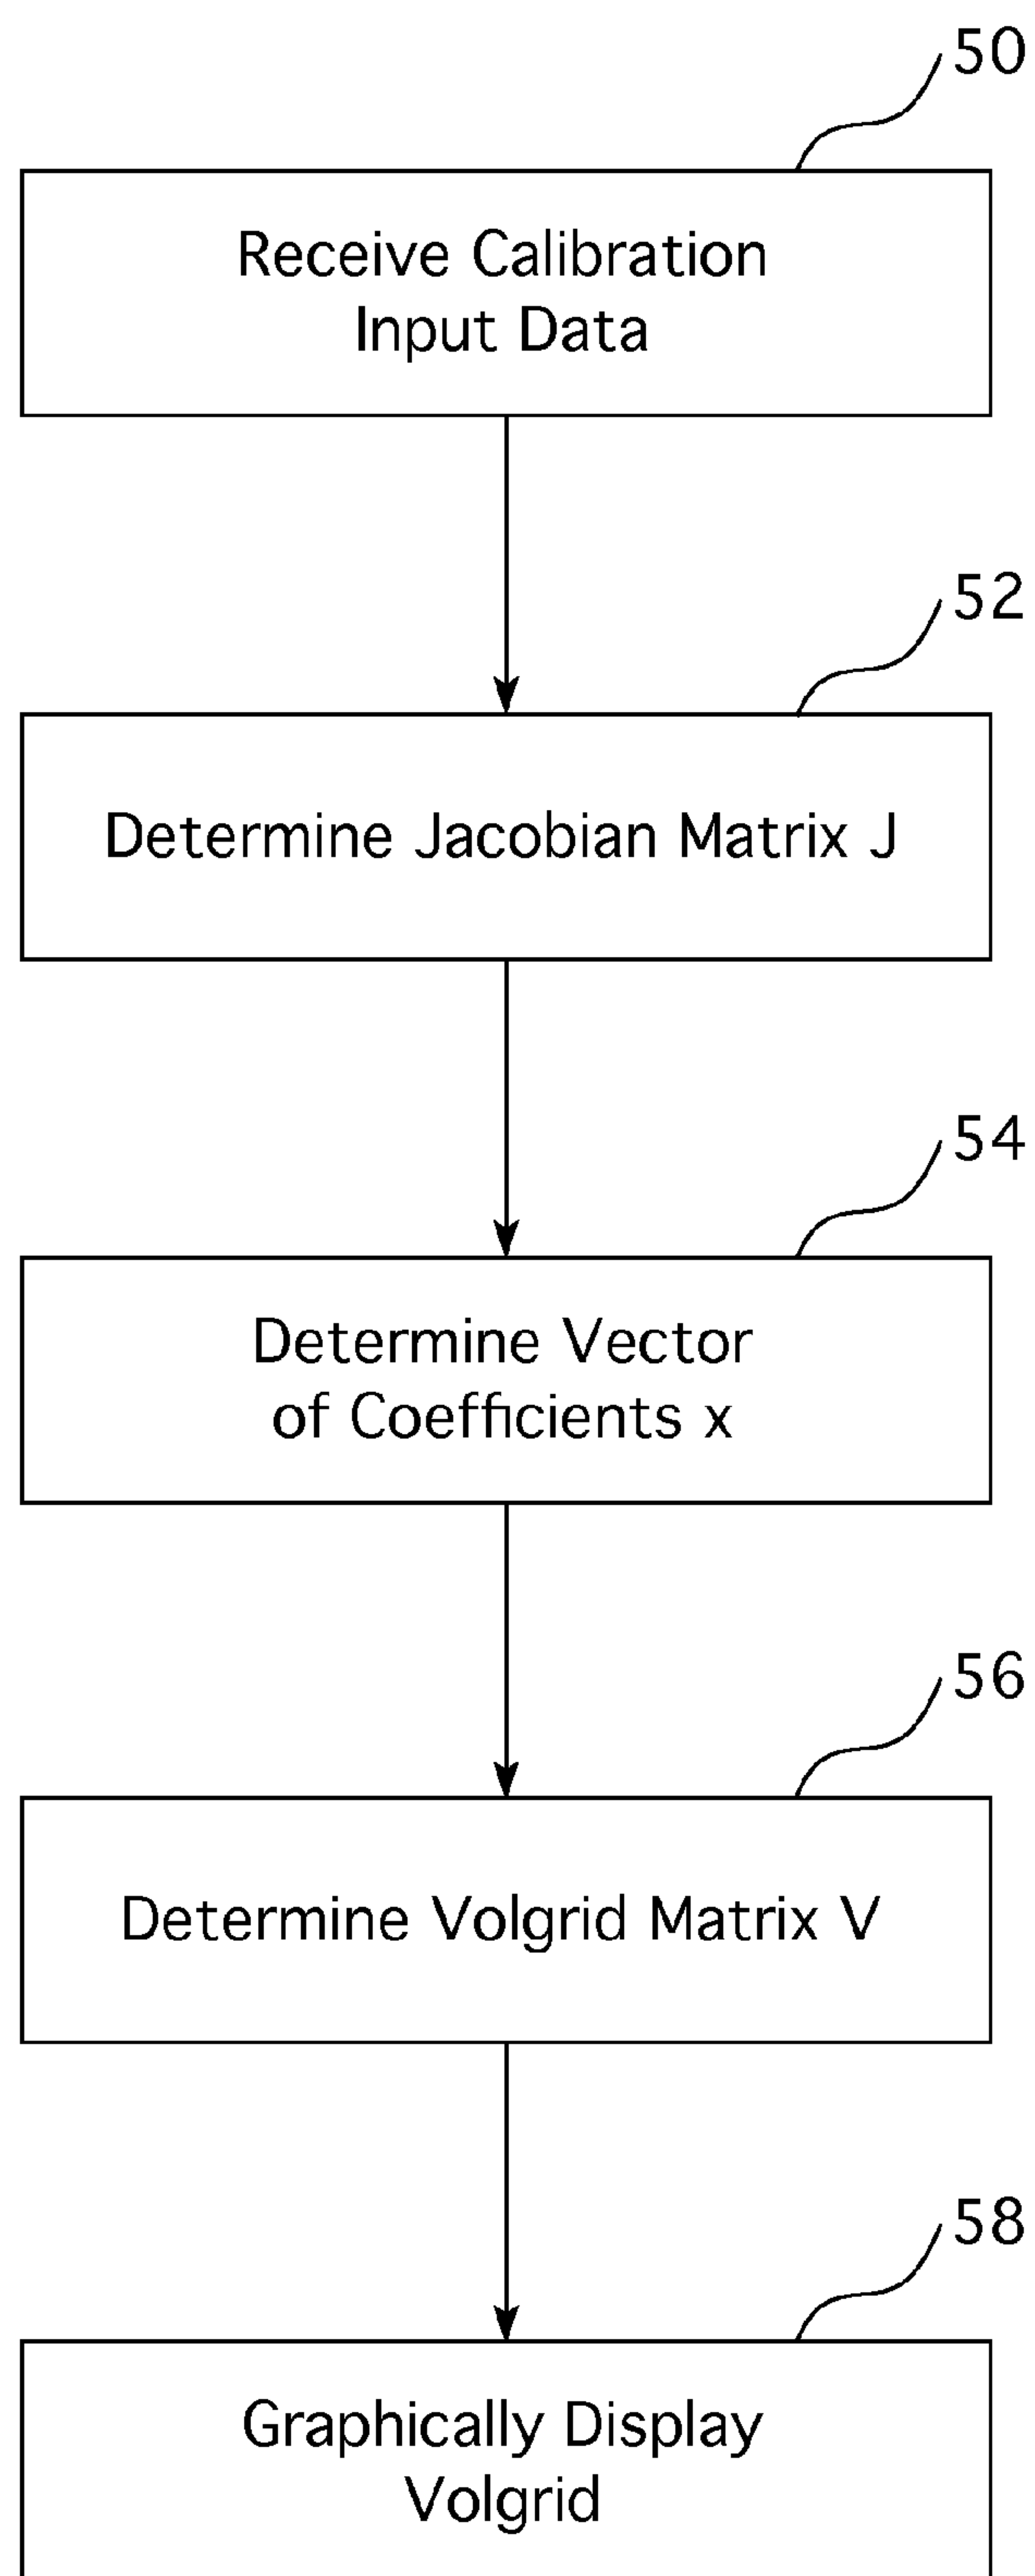 50
Receive Calibration
Input Data
52
Determine Jacobian Matrix J
54
Determine Vector
of Coefficients x
56
Determine Volgrid Matrix V
58
Graphically Display
Volgrid